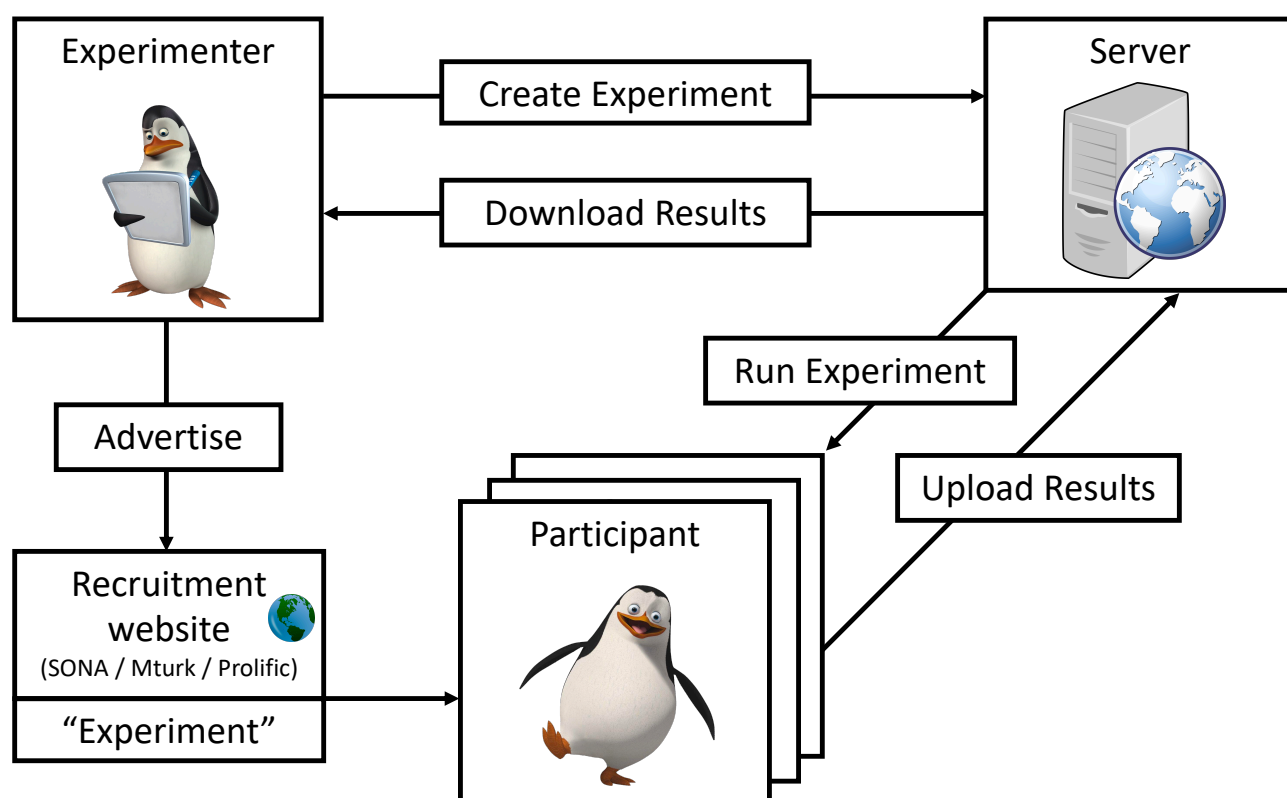 Experimenter
Server
Create Experiment
Download Results
Run Experiment
Advertise
Upload Results
Participant
Recruitment
website
(SONA / Mturk / Prolific)
“Experiment”